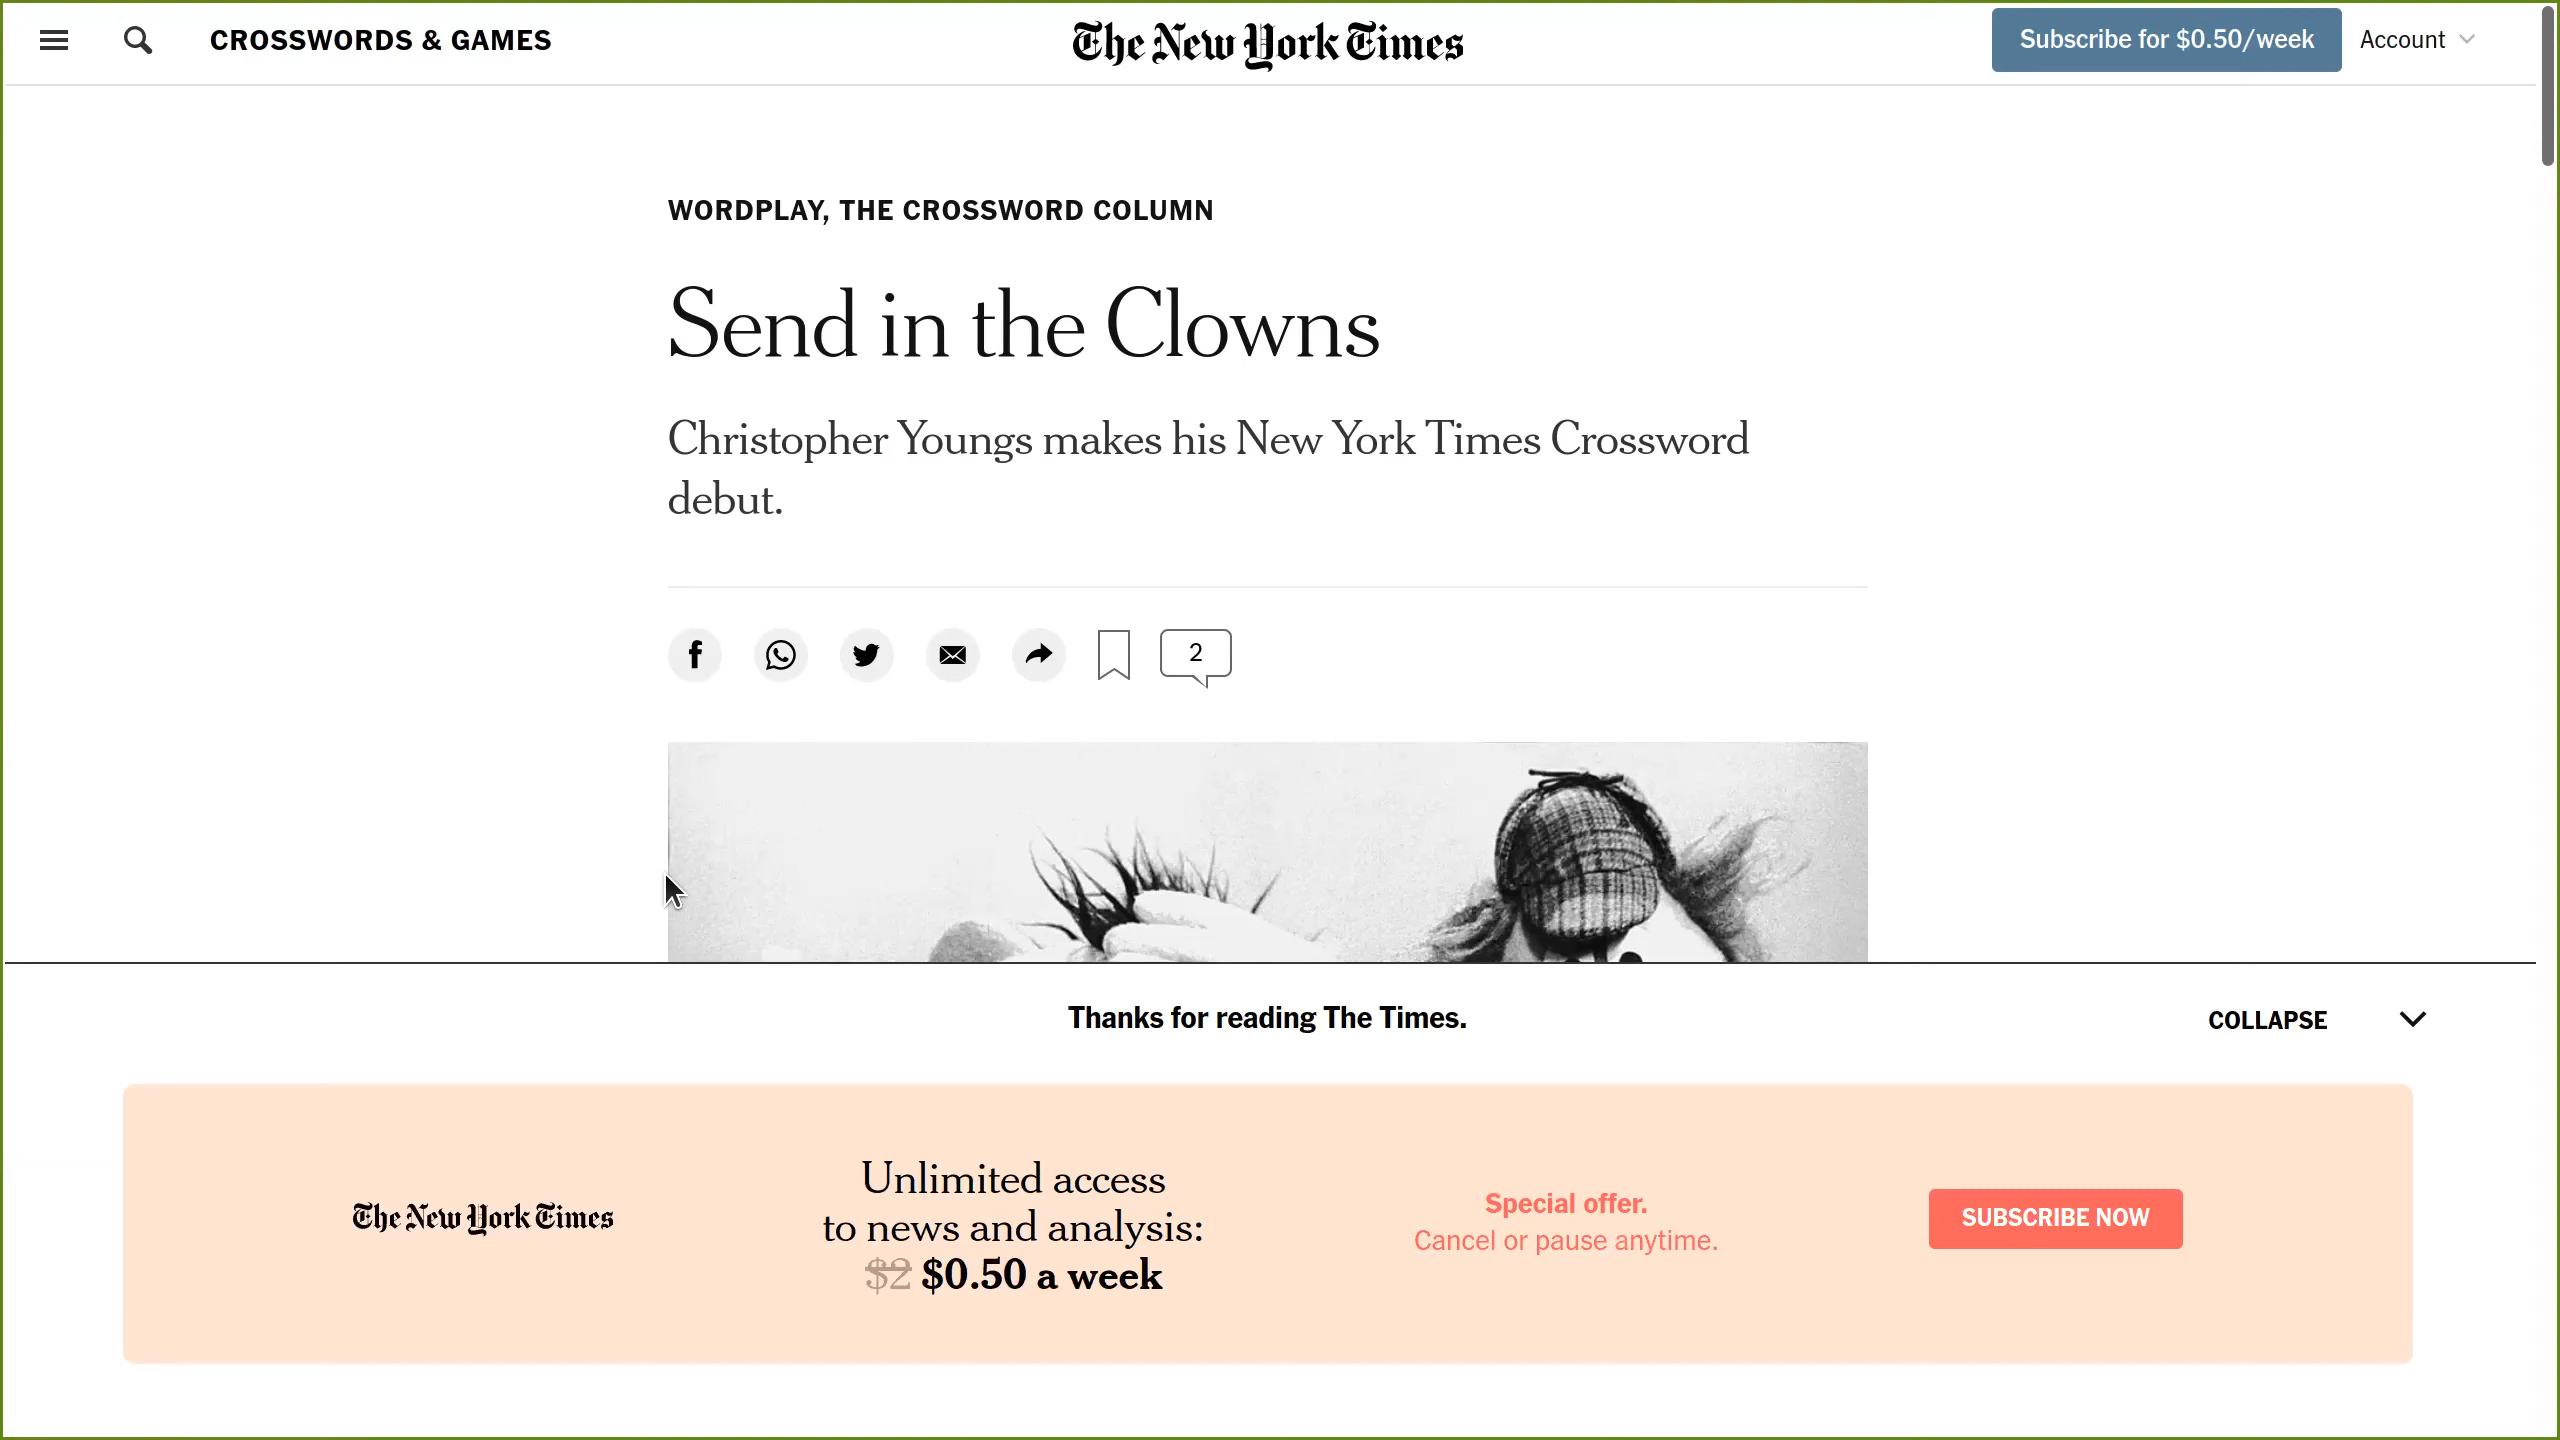 CROSSWORDS & GAMES
The New York Times
Subscribe for $0.50/week
Account
WORDPLAY, THE CROSSWORD COLUMN
Send in the Clowns
Christopher Youngs makes his New York Times Crossword
debut.
2
Thanks for reading The Times.
COLLAPSE
The New York Times
Unlimited access
to news and analysis:
$2 $0.50 a week
Special offer.
Cancel or pause anytime.
SUBSCRIBE NOW